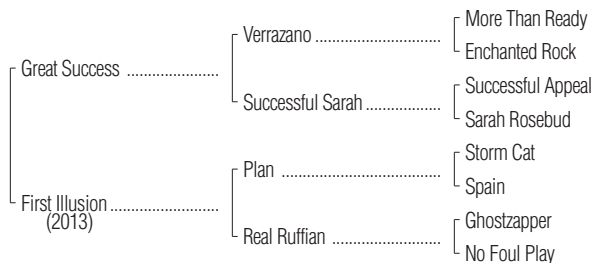 More Than Ready
Verrazano ..........................
Enchanted Rock
Great Success ......................
Successful Appeal
Successful Sarah ................
Sarah Rosebud
Storm Cat
Plan ..................................
Spain
First Illusion ..........................
(2013)
Ghostzapper
Real Ruffian .......................
No Foul Play